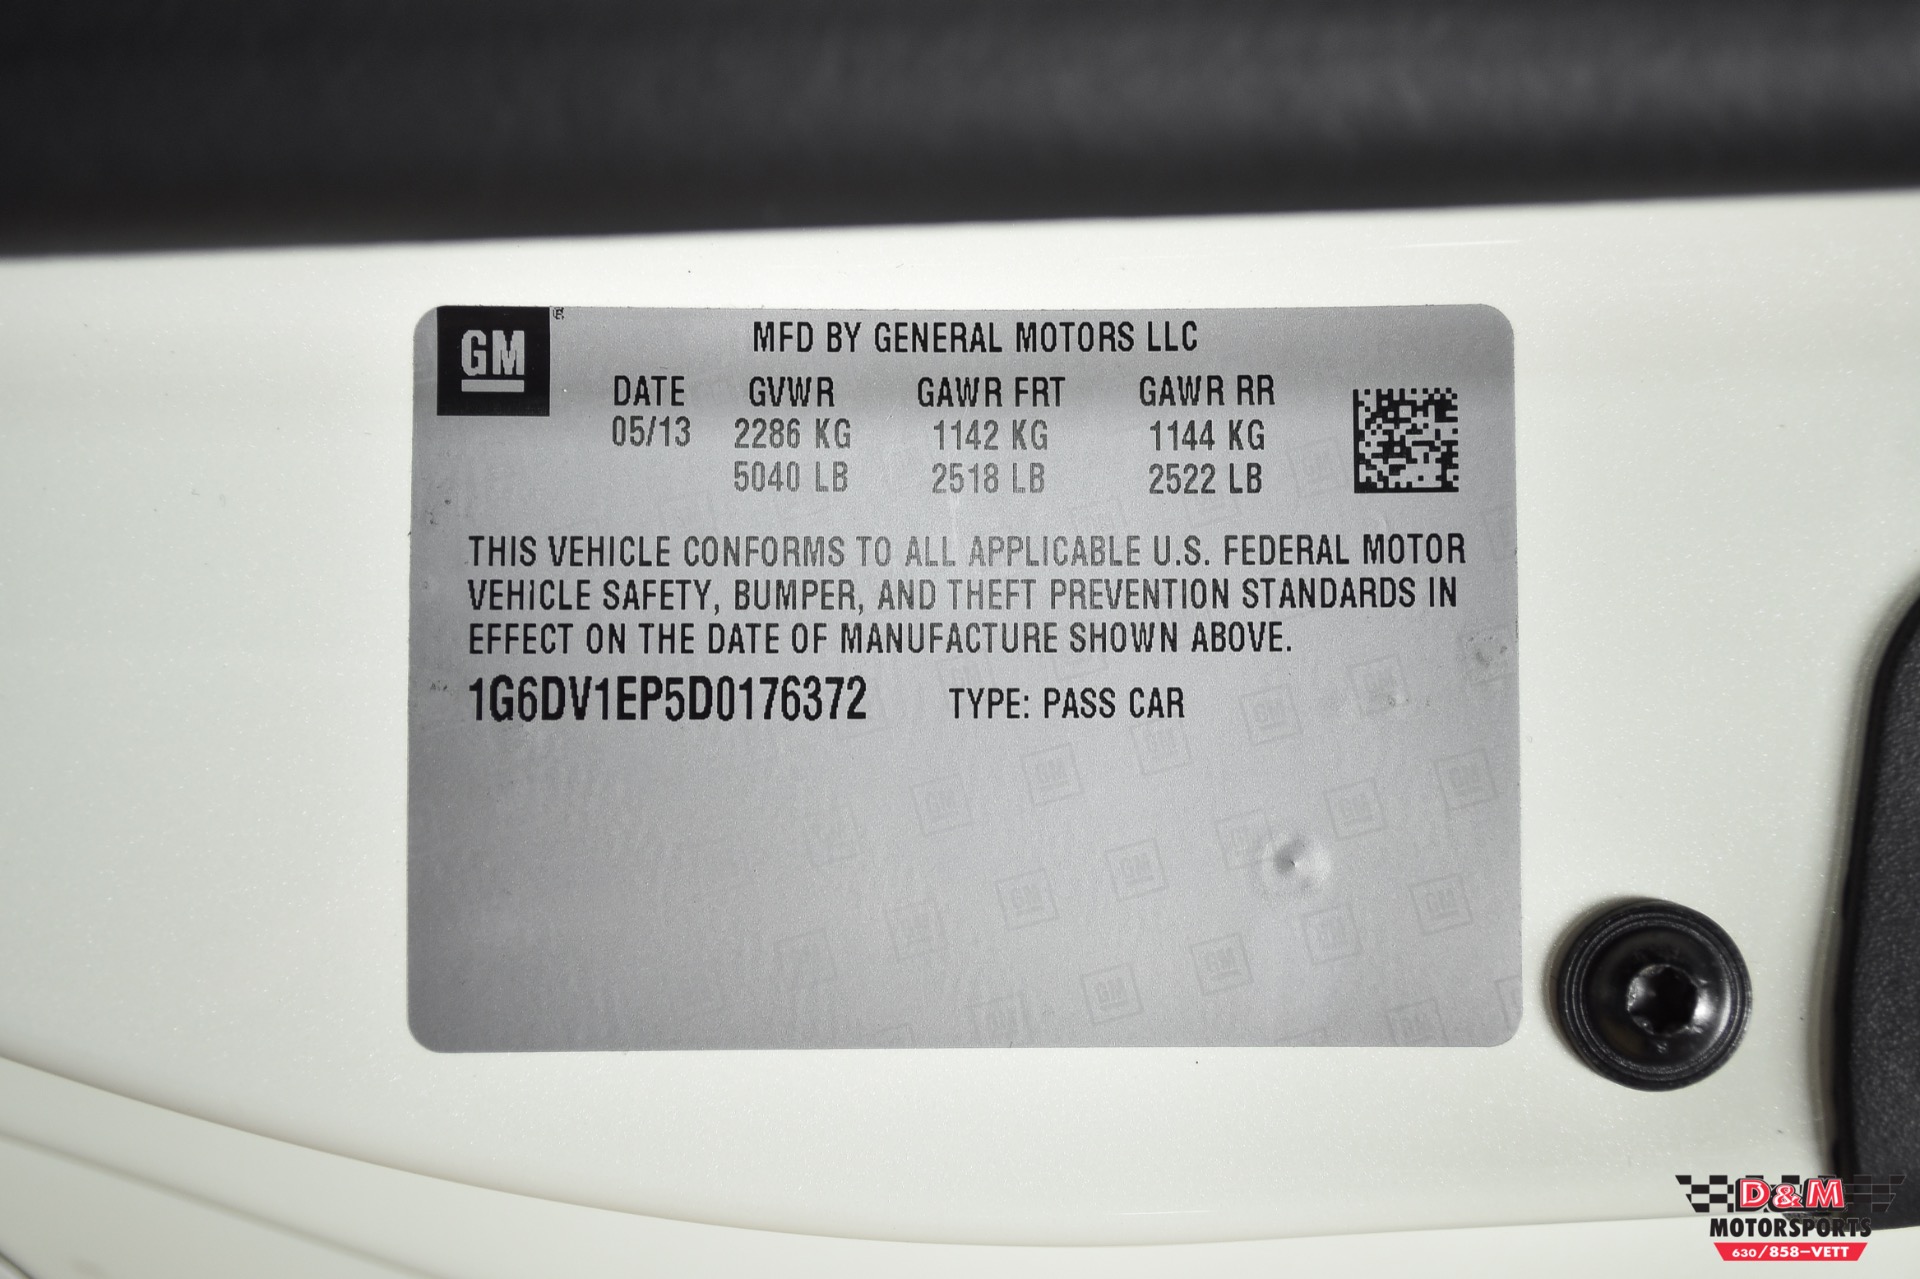 GM ®
MFD BY GENERAL MOTORS LLC
DATE GVWR GAWR FRT GAWR RR
05/13 2286 KG 1142 KG 1144 KG
5040 LB 2518 LB 2522 LB
THIS VEHICLE CONFORMS TO ALL APPLICABLE U.S. FEDERAL MOTOR
VEHICLE SAFETY, BUMPER, AND THEFT PREVENTION STANDARDS IN
EFFECT ON THE DATE OF MANUFACTURE SHOWN ABOVE.
1G6DV1EP5D0176372 TYPE: PASS CAR
D&M
MOTORSPORTS
630/858-VETT